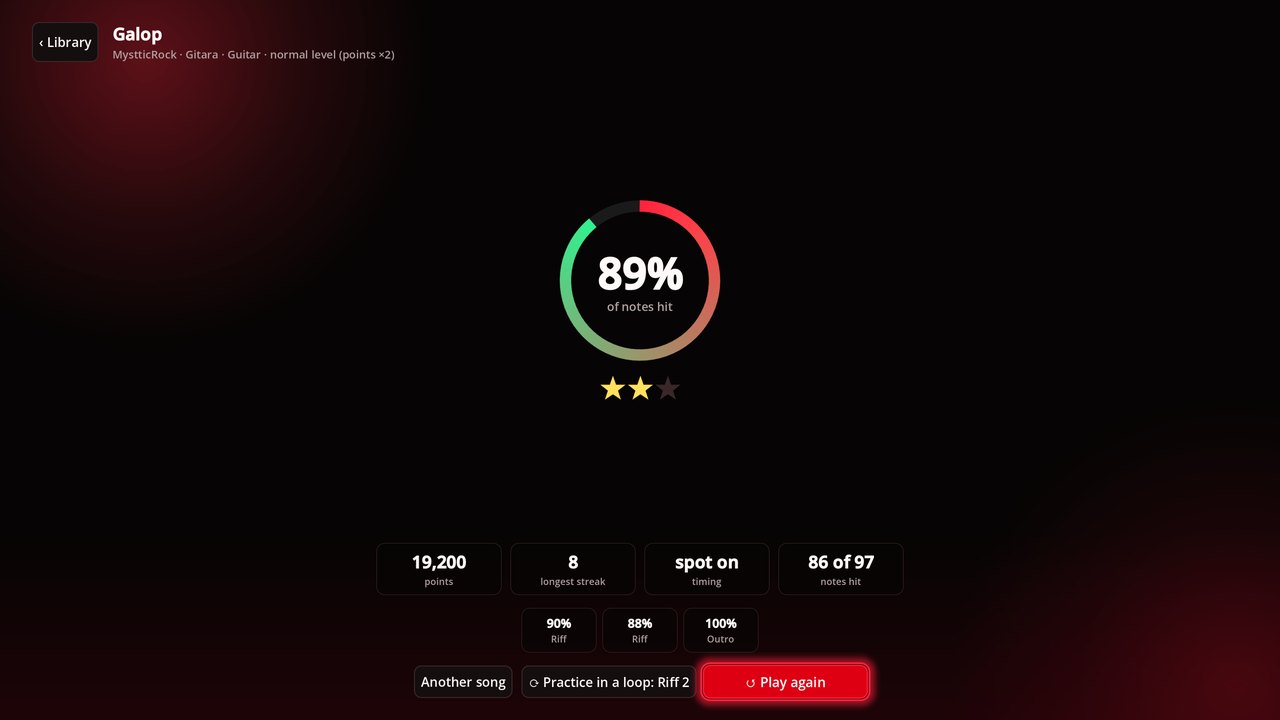 ‹ Library
Galop
MystticRock · Gitara · Guitar · normal level (points ×2)
89%
of notes hit
19,200
points
8
longest streak
spot on
timing
86 of 97
notes hit
90%
Riff
88%
Riff
100%
Outro
Another song
⟳ Practice in a loop: Riff 2
↺ Play again